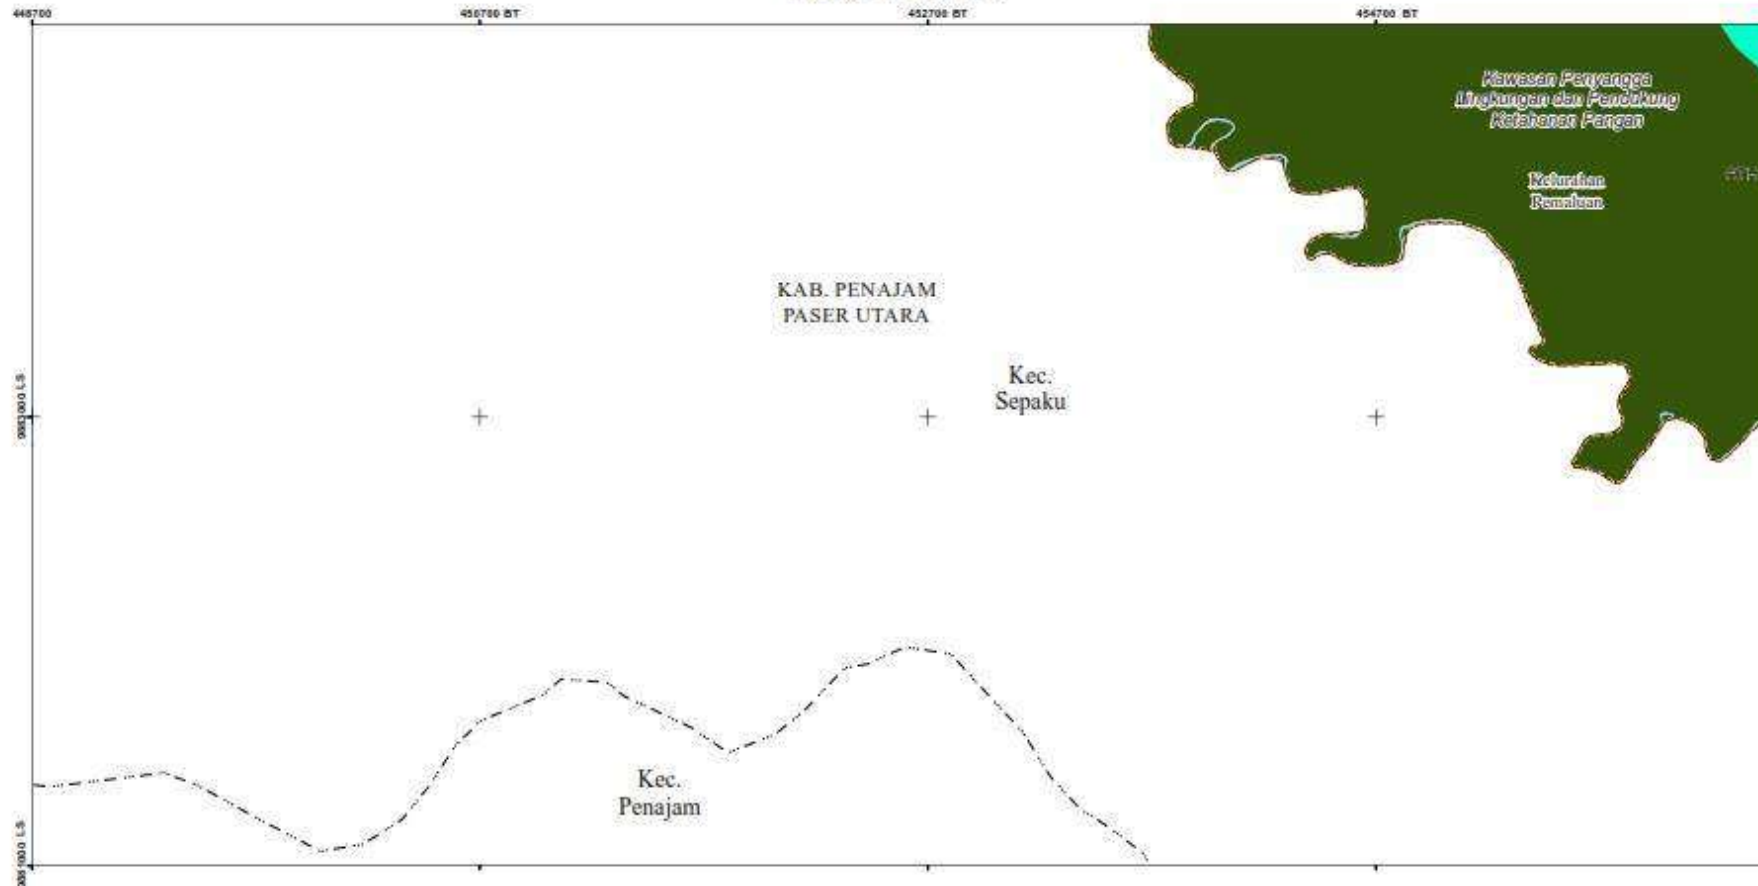 448700
450700 BT
452700 BT
454700 BT
Kawasan Penyangga
Lingkungan dan Pendukung
Ketahanan Pangan
Kelurahan
Pemaluan
KAB. PENAJAM
PASER UTARA
Kec.
Sepaku
Kec.
Penajam